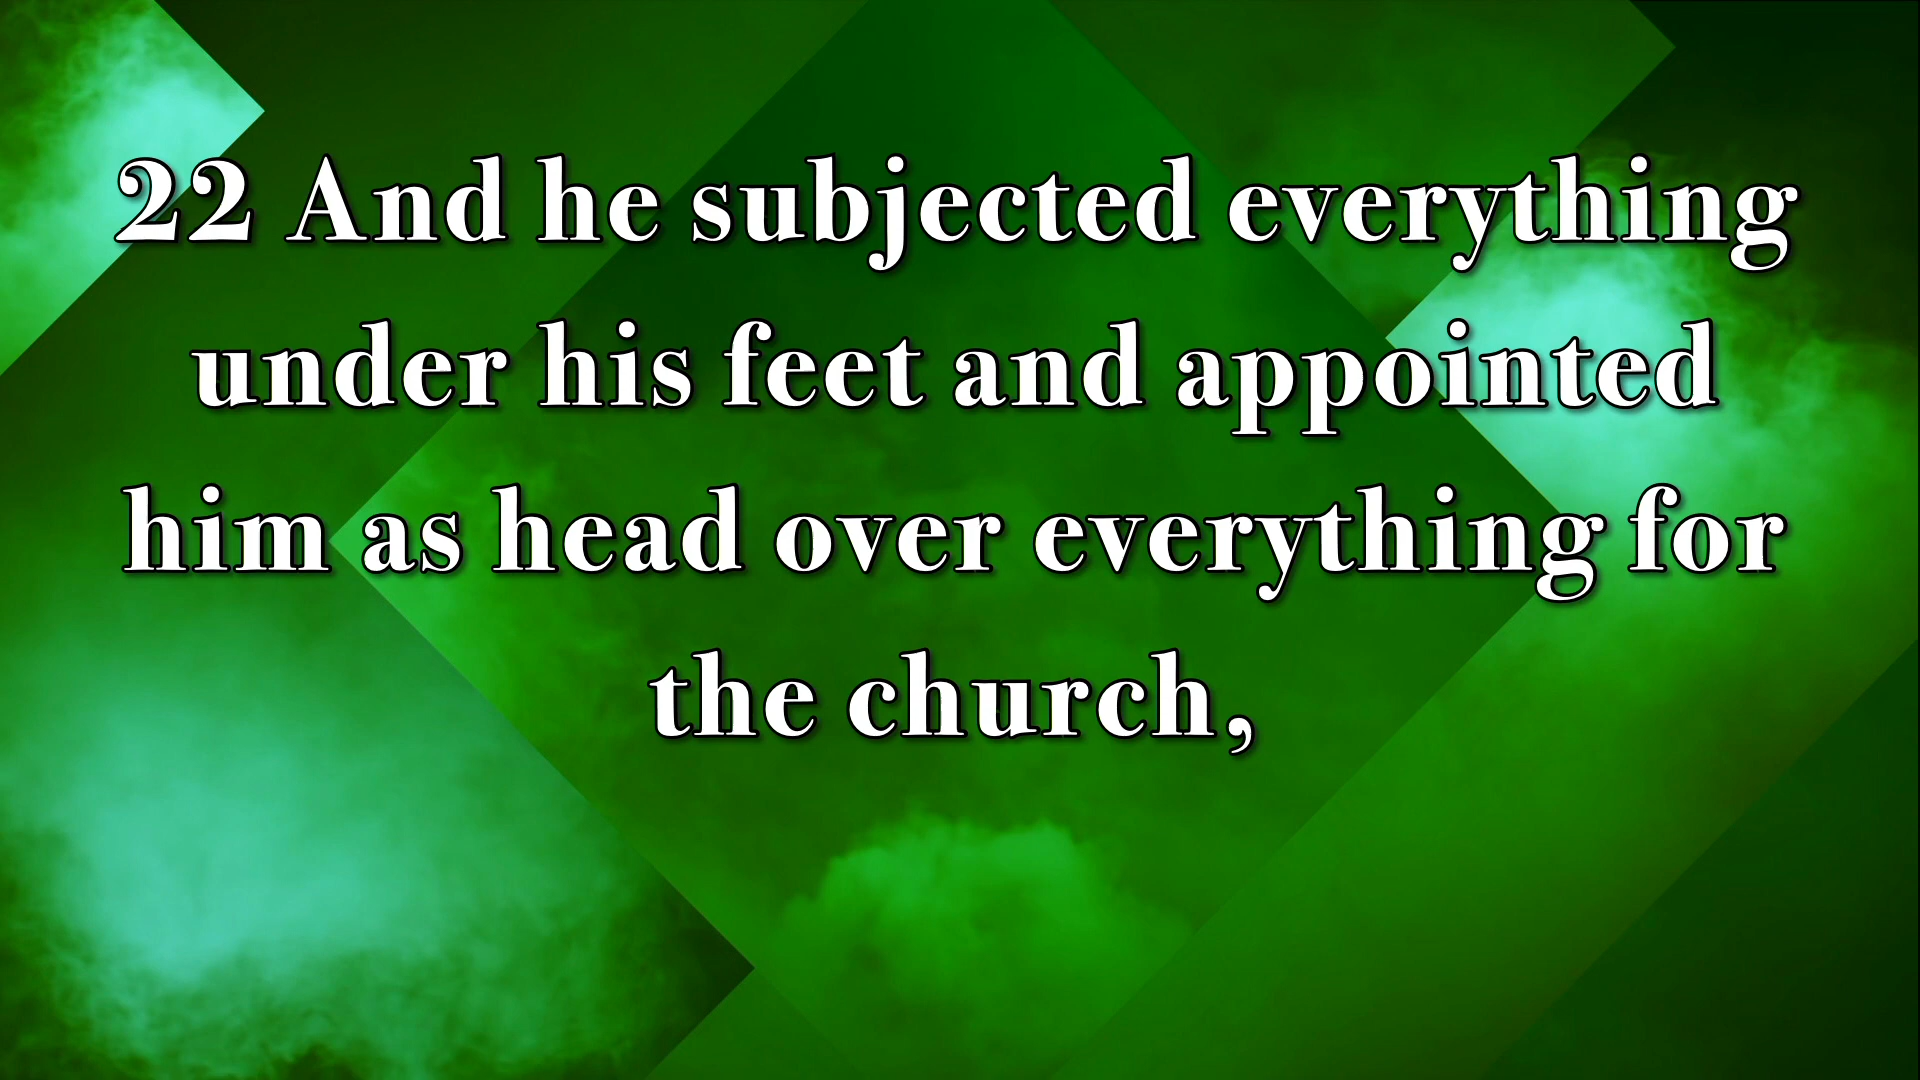 22 And he subjected everything
under his feet and appointed
him as head over everything for
the church,